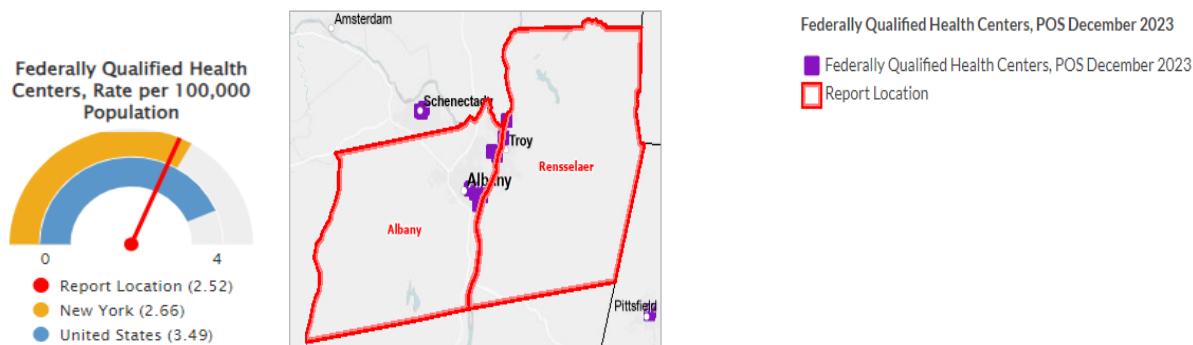 Federally Qualified Health
Centers, Rate per 100,000
Population
0
4
Report Location (2.52)
New York (2.66)
United States (3.49)
Amsterdam
Schenectady
Troy
Rensselaer
Albany
Albany
Pittsfield
Federally Qualified Health Centers, POS December 2023
Federally Qualified Health Centers, POS December 2023
Report Location